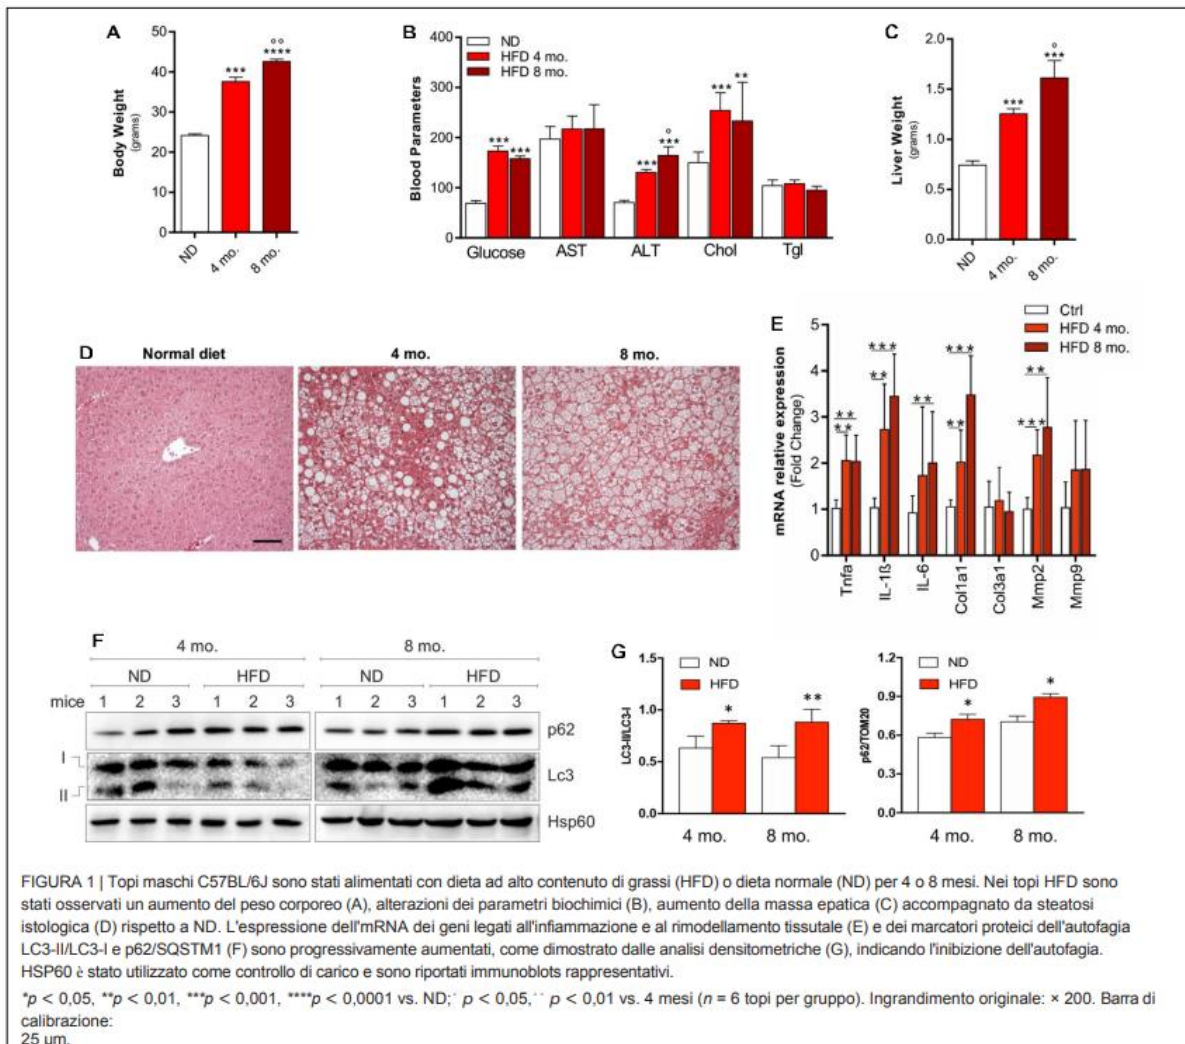 A
Body Weight
(grams)
50
40
30
20
10
0
***
°°
****
ND
4 mo.
8 mo.
B
Blood Parameters
400
300
200
100
0
ND
HFD 4 mo.
HFD 8 mo.
***
***
***
°
***
***
**
Glucose
AST
ALT
Chol
Tgl
C
Liver Weight
(grams)
2.0
1.5
1.0
0.5
0.0
***
°
***
ND
4 mo.
8 mo.
D
Normal diet
4 mo.
8 mo.
E
mRNA relative expression
(Fold Change)
5
4
3
2
1
0
Ctrl
HFD 4 mo.
HFD 8 mo.
**
**
***
**
**
***
**
**
***
Tnfa
IL-1ß
IL-6
Col1a1
Col3a1
Mmp2
Mmp9
F
4 mo.
8 mo.
ND
HFD
ND
HFD
mice
1 2 3 1 2 3
1 2 3 1 2 3
p62
I
II
Lc3
Hsp60
G
LC3-II/LC3-I
1.5
1.0
0.5
0.0
ND
HFD
*
**
4 mo.
8 mo.
p62/TOM20
1.2
0.9
0.6
0.3
0.0
ND
HFD
*
*
4 mo.
8 mo.
FIGURA 1 | Topi maschi C57BL/6J sono stati alimentati con dieta ad alto contenuto di grassi (HFD) o dieta normale (ND) per 4 o 8 mesi. Nei topi HFD sono
stati osservati un aumento del peso corporeo (A), alterazioni dei parametri biochimici (B), aumento della massa epatica (C) accompagnato da steatosi
istologica (D) rispetto a ND. L'espressione dell'mRNA dei geni legati all'infiammazione e al rimodellamento tissutale (E) e dei marcatori proteici dell'autofagia
LC3-II/LC3-I e p62/SQSTM1 (F) sono progressivamente aumentati, come dimostrato dalle analisi densitometriche (G), indicando l'inibizione dell'autofagia.
HSP60 è stato utilizzato come controllo di carico e sono riportati immunoblots rappresentativi.
*p < 0,05, **p < 0,01, ***p < 0,001, ****p < 0,0001 vs. ND;˙ p < 0,05,˙˙ p < 0,01 vs. 4 mesi (n = 6 topi per gruppo). Ingrandimento originale: × 200. Barra di
calibrazione:
25 µm.